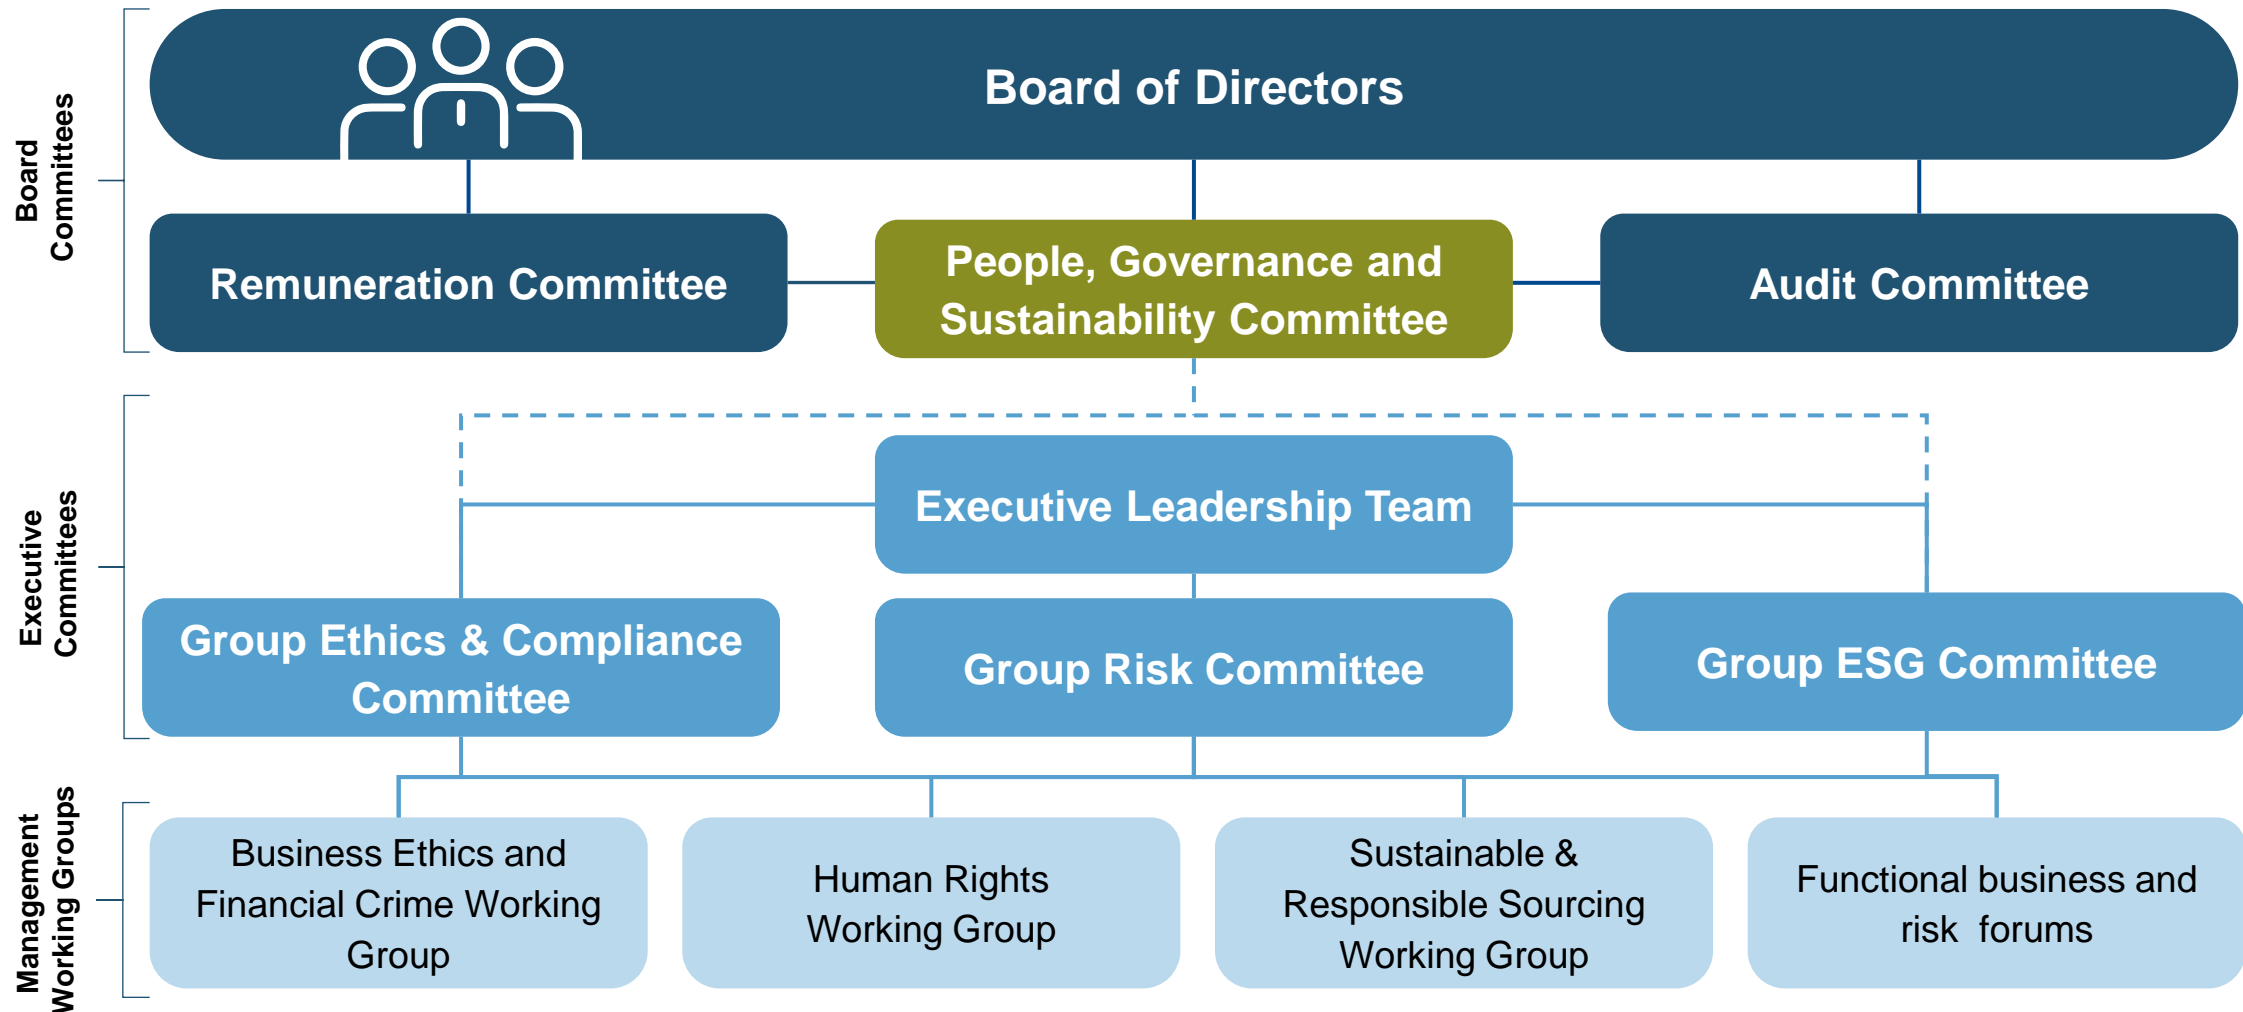 Board
Committees
Board of Directors
Remuneration Committee
People, Governance and
Sustainability Committee
Audit Committee
Executive
Committees
Executive Leadership Team
Group Ethics & Compliance
Committee
Group Risk Committee
Group ESG Committee
Management
Working Groups
Business Ethics and
Financial Crime Working
Group
Human Rights
Working Group
Sustainable &
Responsible Sourcing
Working Group
Functional business and
risk forums